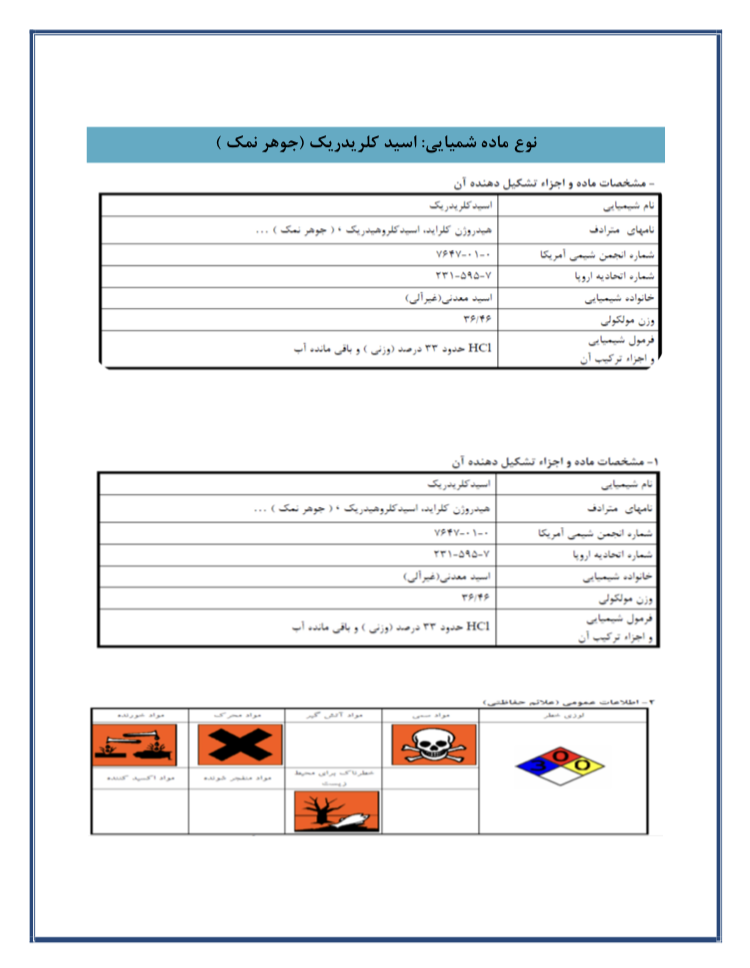 نوع ماده شمیایی: اسید کلریدریک (جوهر نمک )
- مشخصات ماده و اجزاء تشکیل دهنده آن
نام شیمیایی اسیدکلریدریک
نامهای مترادف هیدروژن کلراید، اسیدکلروهیدریک ، ( جوهر نمک ) ...
شماره انجمن شیمی آمریکا ۷۶۴۷-۰۱-۰
شماره اتحادیه اروپا ۲۳۱-۵۹۵-۷
خانواده شیمیایی اسید معدنی(غیرآلی)
وزن مولکولی ۳۶/۴۶
فرمول شیمیایی
و اجزاء ترکیب آن HCl حدود ۳۳ درصد (وزنی ) و باقی مانده آب
۱- مشخصات ماده و اجزاء تشکیل دهنده آن
نام شیمیایی اسیدکلریدریک
نامهای مترادف هیدروژن کلراید، اسیدکلروهیدریک ، ( جوهر نمک ) ...
شماره انجمن شیمی آمریکا ۷۶۴۷-۰۱-۰
شماره اتحادیه اروپا ۲۳۱-۵۹۵-۷
خانواده شیمیایی اسید معدنی(غیرآلی)
وزن مولکولی ۳۶/۴۶
فرمول شیمیایی
و اجزاء ترکیب آن HCl حدود ۳۳ درصد (وزنی ) و باقی مانده آب
۲- اطلاعات عمومی (علائم حفاظتی)
لوزی خطر مواد سمی مواد آتش گیر مواد محرک مواد خورنده
3 0 0
خطرناک برای محیط زیست مواد منفجر شونده مواد اکسید کننده